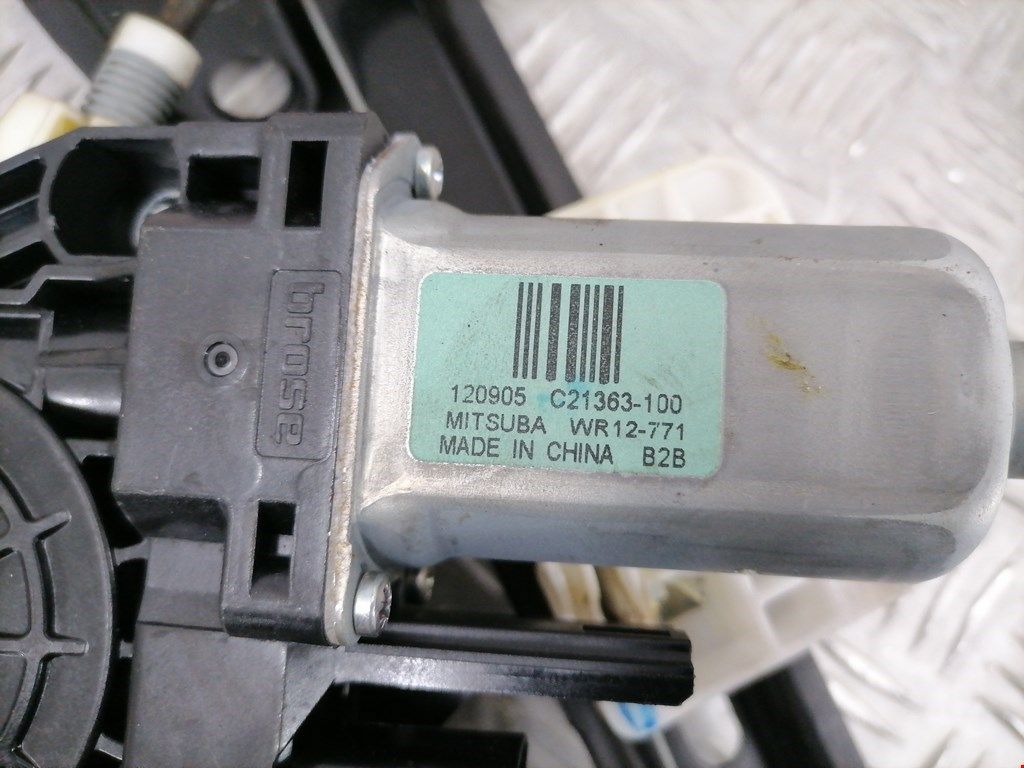 brose
120905 C21363-100
MITSUBA WR12-771
MADE IN CHINA B2B